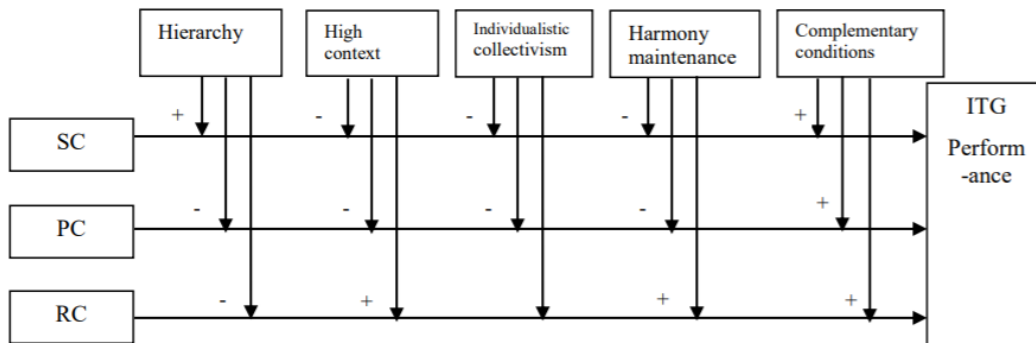 Hierarchy
High
context
Individualistic
collectivism
Harmony
maintenance
Complementary
conditions
ITG
Perform
-ance
+
-
-
-
+
SC
-
-
-
-
+
PC
-
+
+
+
RC